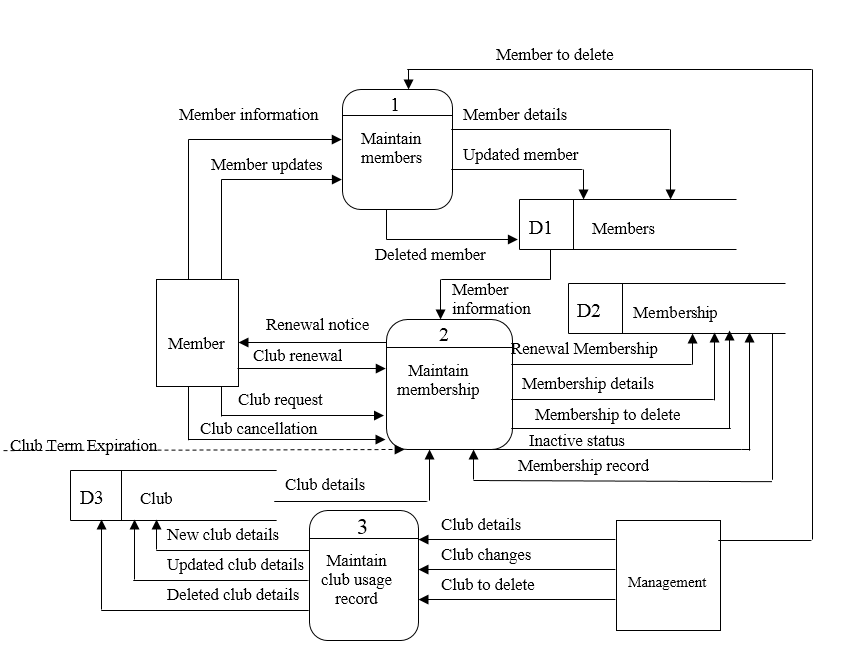 Member to delete
1
Member information
Member details
Maintain
members
Updated member
Member updates
D1
Members
Deleted member
Member
information
D2
Membership
Renewal notice
2
Member
Renewal Membership
Club renewal
Maintain
membership
Membership details
Club request
Membership to delete
Club cancellation
Inactive status
Club Term Expiration
Membership record
Club details
D3
Club
3
Club details
New club details
Club changes
Maintain
club usage
record
Updated club details
Club to delete
Management
Deleted club details